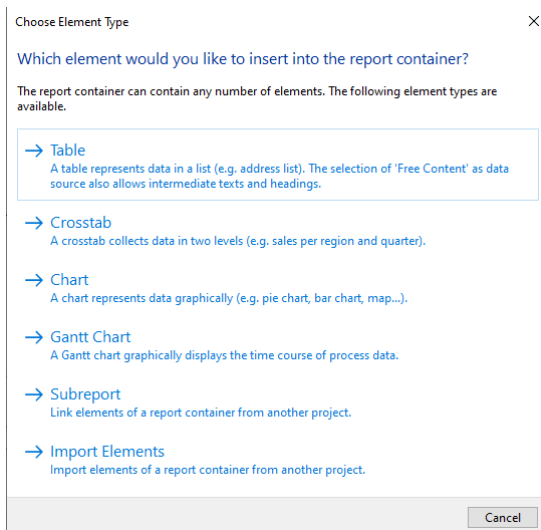 Choose Element Type
Which element would you like to insert into the report container?
The report container can contain any number of elements. The following element types are
available.
Table
A table represents data in a list (e.g. address list). The selection of 'Free Content' as data
source also allows intermediate texts and headings.
Crosstab
A crosstab collects data in two levels (e.g. sales per region and quarter).
Chart
A chart represents data graphically (e.g. pie chart, bar chart, map...).
Gantt Chart
A Gantt chart graphically displays the time course of process data.
Subreport
Link elements of a report container from another project.
Import Elements
Import elements of a report container from another project.
Cancel